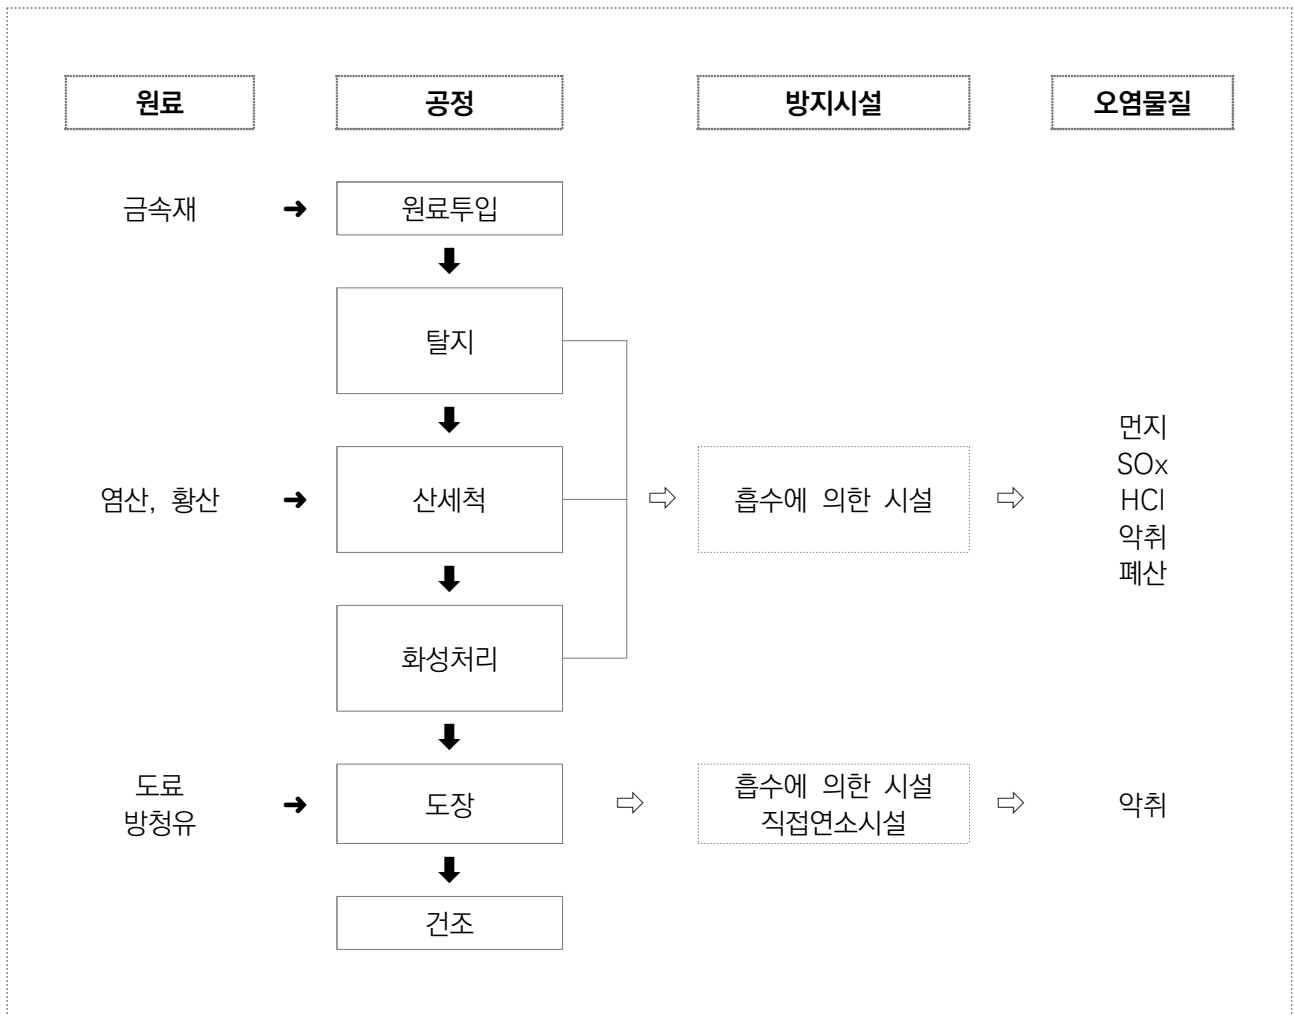 원료
공정
방지시설
오염물질
금속재
원료투입
탈지
염산, 황산
산세척
흡수에 의한 시설
먼지
SOx
HCl
악취
폐산
화성처리
도료
방청유
도장
흡수에 의한 시설
직접연소시설
악취
건조